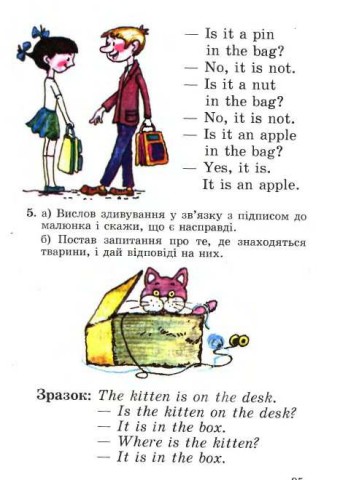 — Is it a pin
in the bag?
— No, it is not.
— Is it a nut
in the bag?
— No, it is not.
— Is it an apple
in the bag?
— Yes, it is.
It is an apple.
5. а) Вислов здивування у зв’язку з підписом до
малюнка і скажи, що є насправді.
б) Постав запитання про те, де знаходяться
тварини, і дай відповіді на них.
Зразок: The kitten is on the desk.
— Is the kitten on the desk?
— It is in the box.
— Where is the kitten?
— It is in the box.